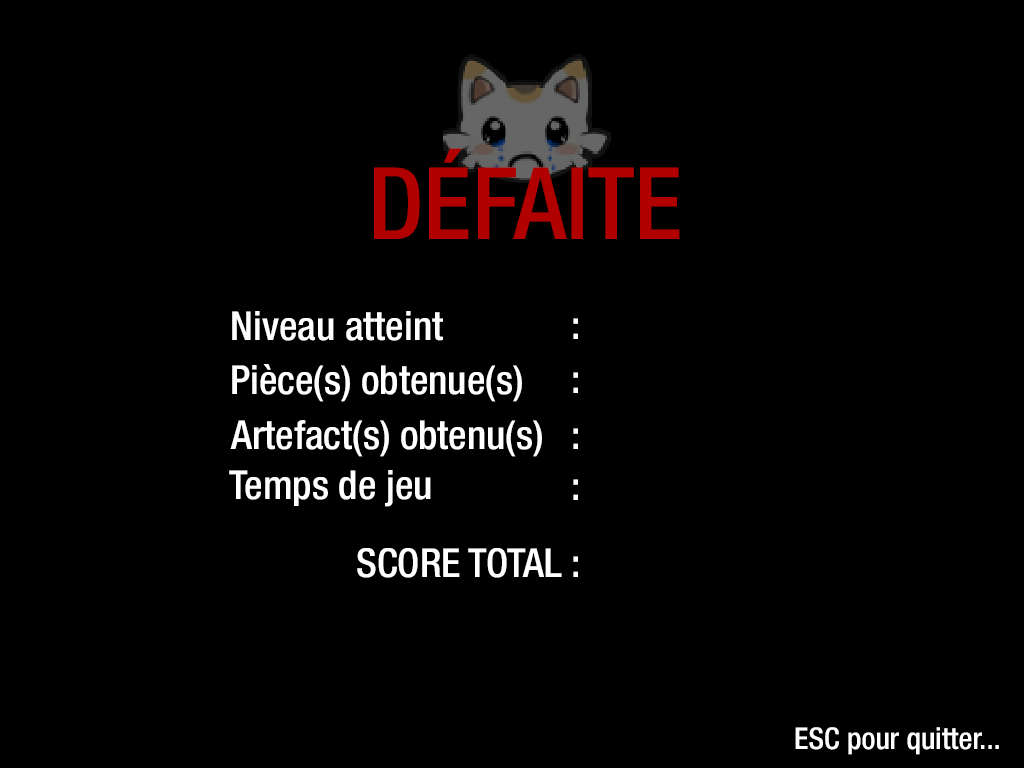 DÉFAITE
Niveau atteint :
Pièce(s) obtenue(s) :
Artefact(s) obtenu(s) :
Temps de jeu :
SCORE TOTAL :
ESC pour quitter...